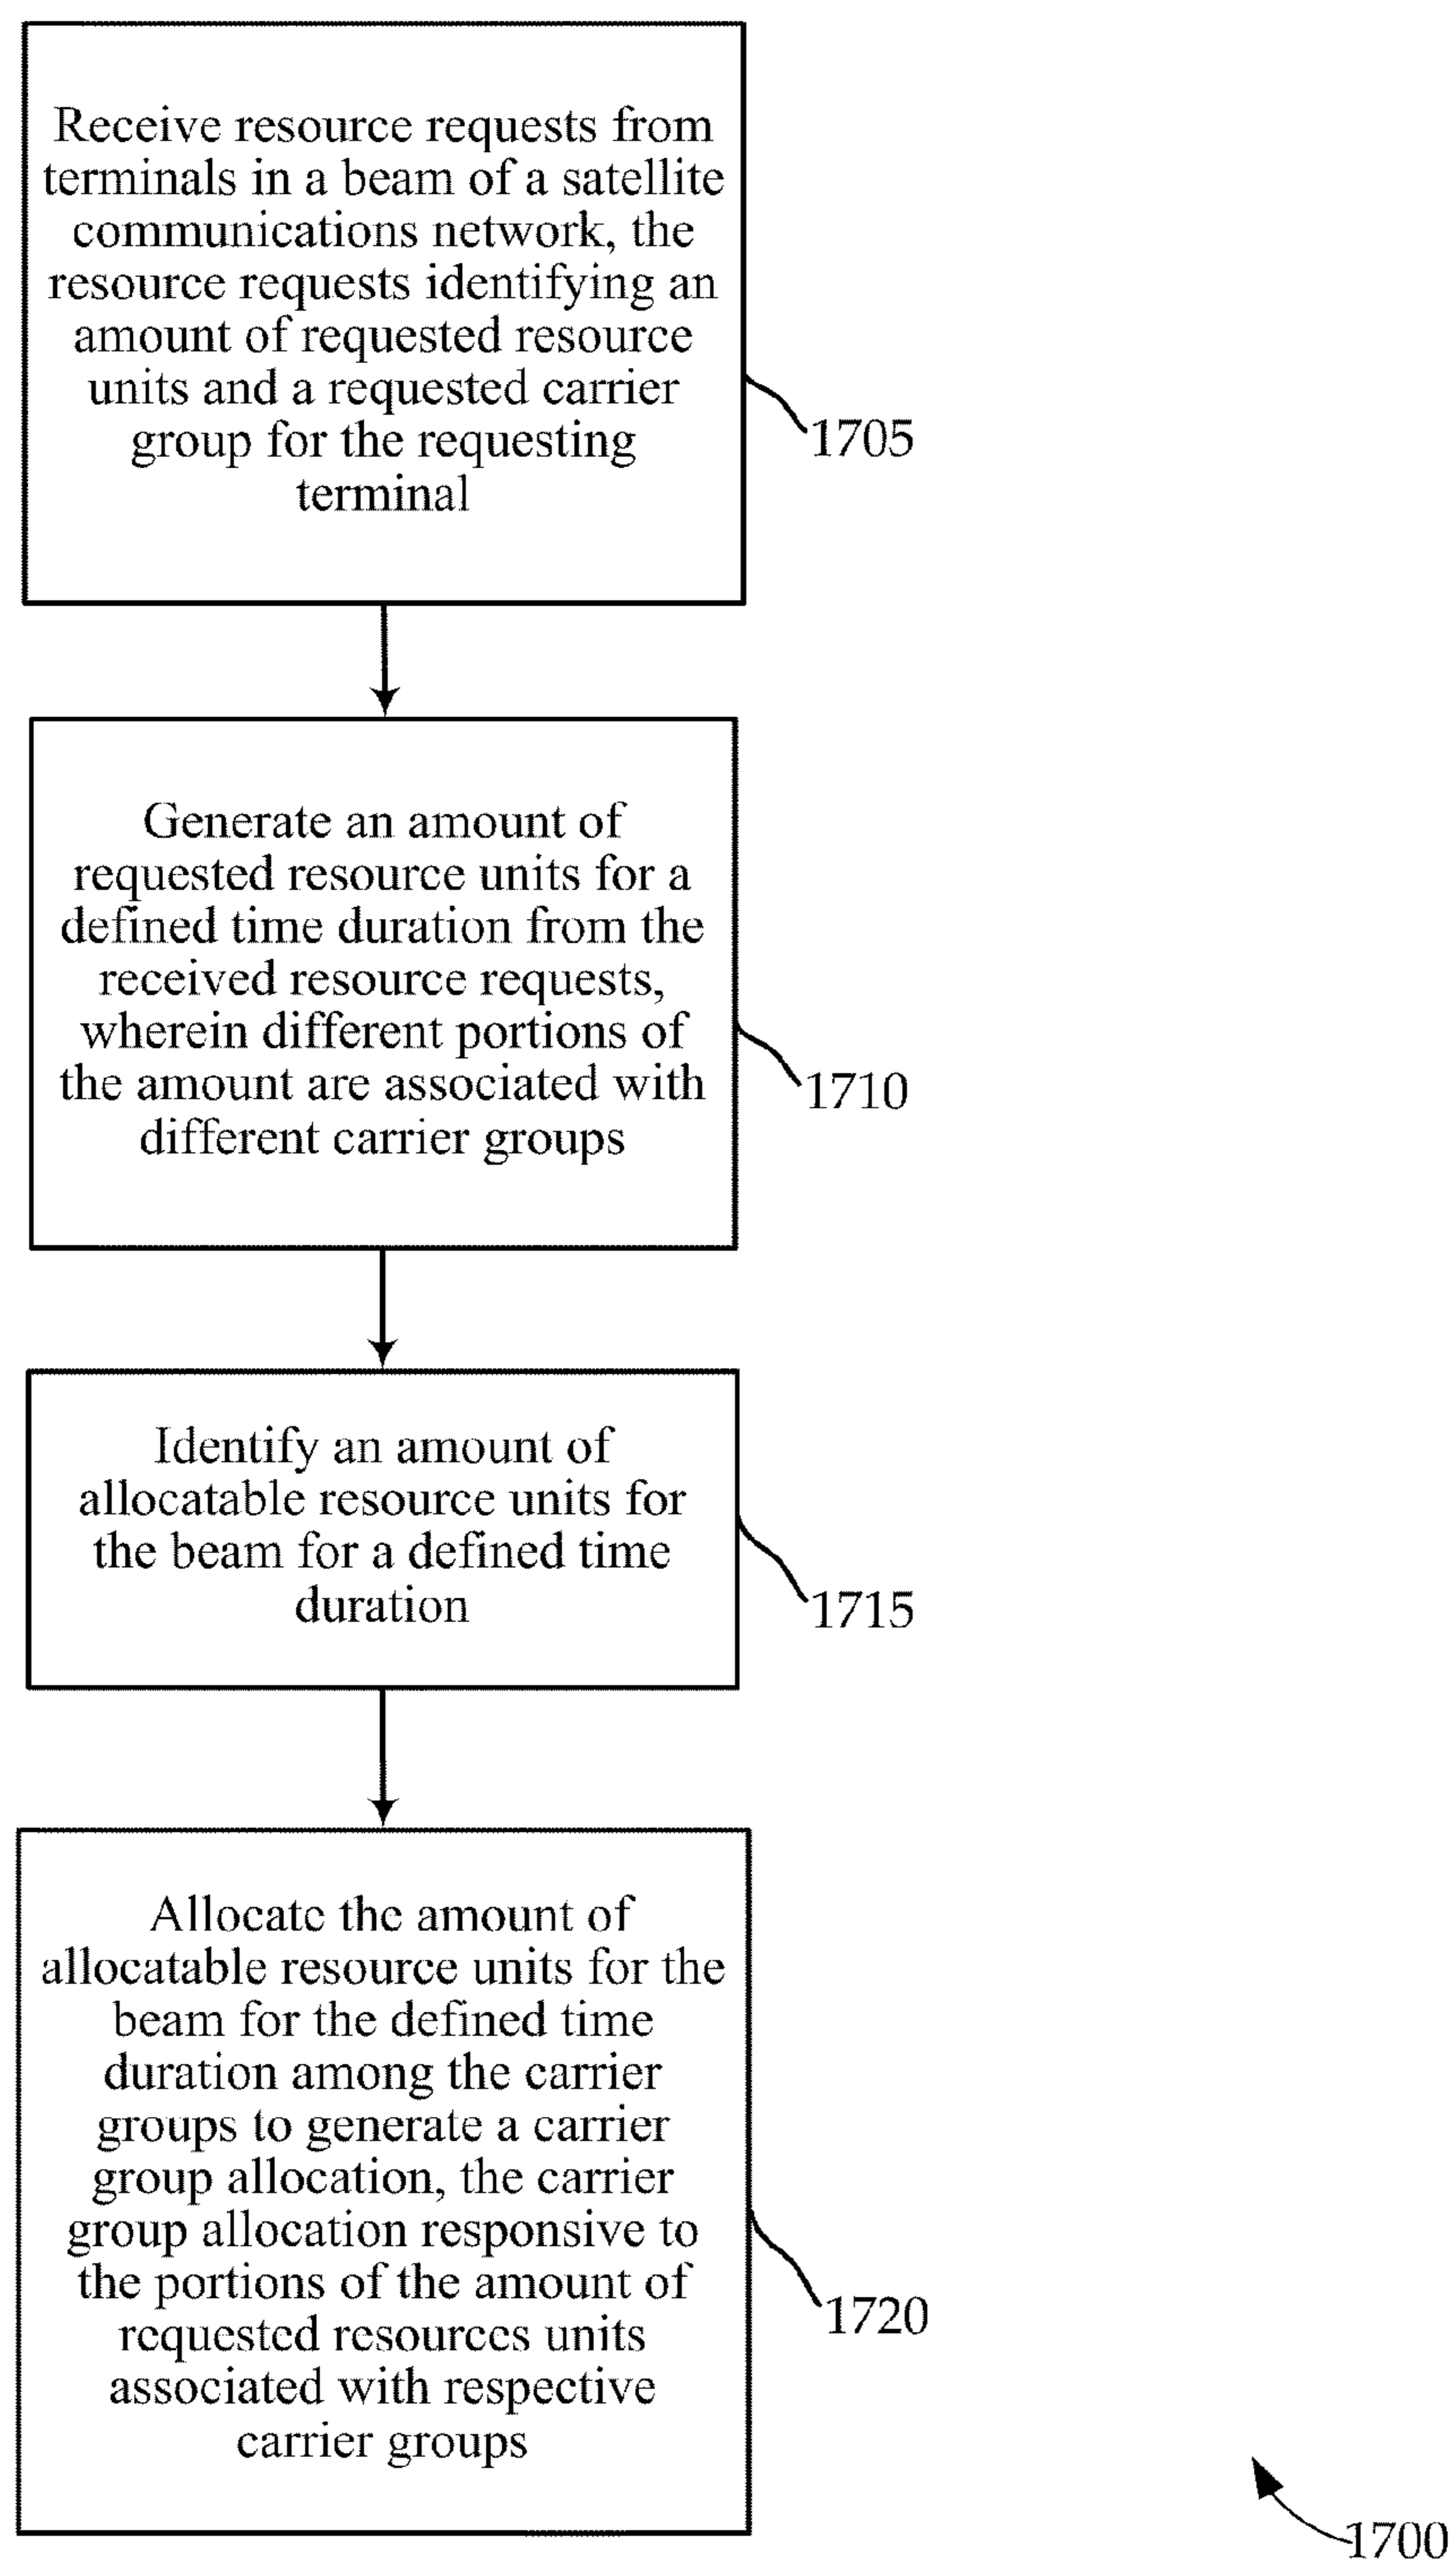 Receive resource requests from
terminals in a beam of a satellite
communications network, the
resource requests identifying an
amount of requested resource
units and a requested carrier
group for the requesting
terminal
1705
Generate an amount of
requested resource units for a
defined time duration from the
received resource requests,
wherein different portions of
the amount are associated with
different carrier groups
1710
Identify an amount of
allocatable resource units for
the beam for a defined time
duration
1715
Allocate the amount of
allocatable resource units for the
beam for the defined time
duration among the carrier
groups to generate a carrier
group allocation, the carrier
group allocation responsive to
the portions of the amount of
requested resources units
associated with respective
carrier groups
1720
1700